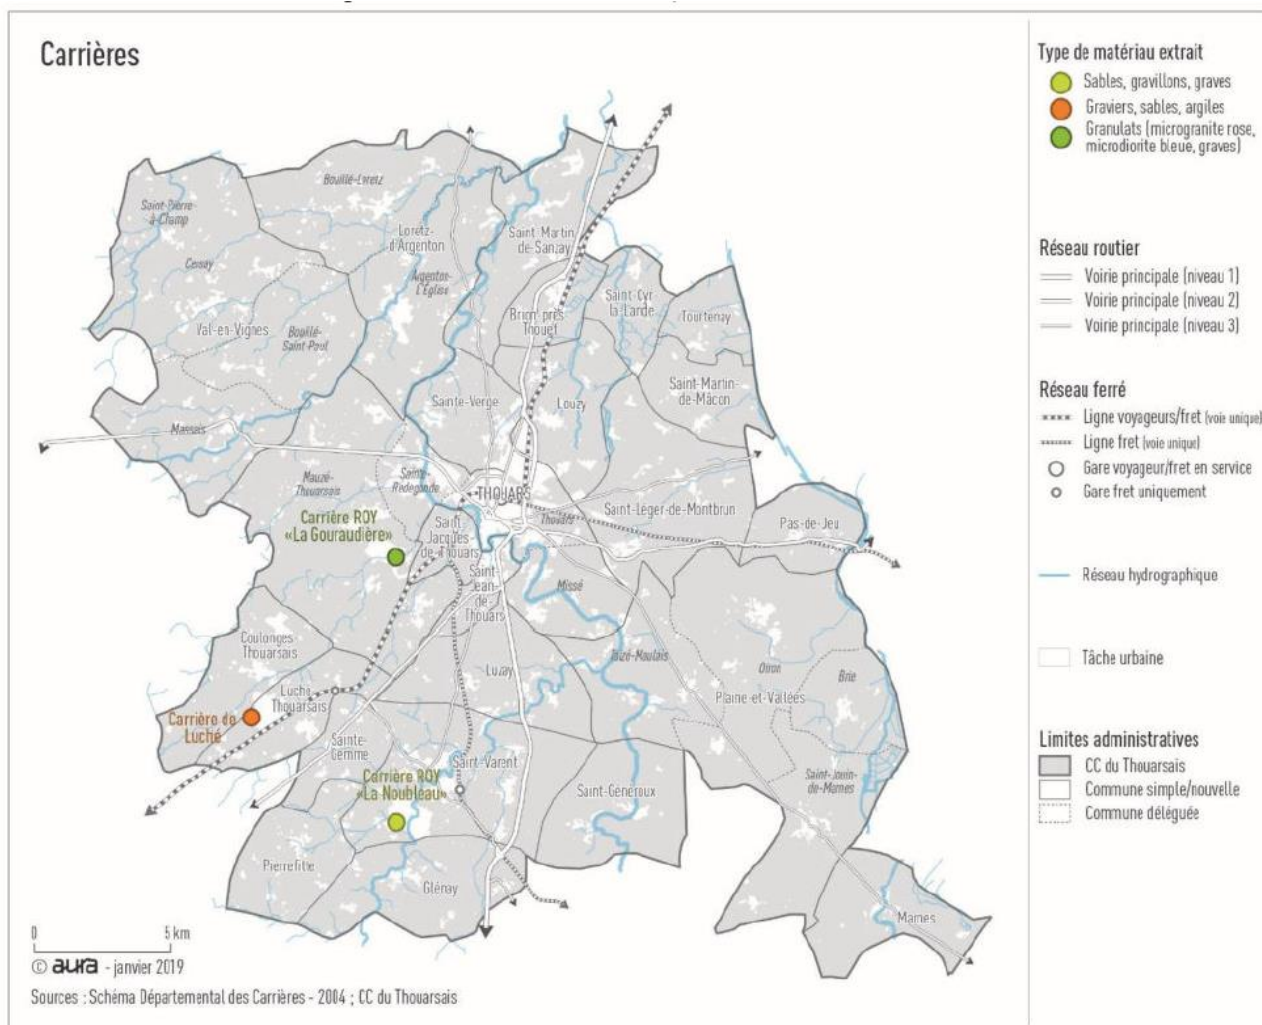 Carrières
Saint-Pierre
à-Champ
Bouillé-Loretz
Cersay
Loretz-
d'Argenton
Argenton-
L'Église
Saint-Martin
de-Sanzay
Val-en-Vignes
Bouillé-
Saint-Paul
Brion-près
Thouet
Saint-Cyr
la-Lande
Tourtenay
Sainte-Verge
Louzy
Saint-Martin-
de-Mâcon
Massais
Mauzé-
Thouarsais
Sainte-
Radegonde
THOUARS
Thouars
Saint-Léger-de-Montbrun
Pas-de-Jeu
Carrière ROY
«La Gouraudière»
Saint-
Jacques
de-Thouars
Saint-
Jean-
de-
Thouars
Missé
Coulonges
Thouarsais
Luzay
Taizé-Maulais
Oiron
Brie
Plaine-et-Vallées
Luché
Thouarsais
Carrière de
Luché
Sainte-
Gemme
Saint-Varent
Carrière ROY
«La Noubleau»
Saint-Généroux
Saint-Jouin-
de-Marnes
Pierrefitte
Glénay
Marnes
0 5 km
© aura - janvier 2019
Sources : Schéma Départemental des Carrières - 2004 ; CC du Thouarsais
Type de matériau extrait
Sables, gravillons, graves
Graviers, sables, argiles
Granulats (microgranite rose,
microdiorite bleue, graves)
Réseau routier
Voirie principale (niveau 1)
Voirie principale (niveau 2)
Voirie principale (niveau 3)
Réseau ferré
Ligne voyageurs/fret (voie unique)
Ligne fret (voie unique)
Gare voyageur/fret en service
Gare fret uniquement
Réseau hydrographique
Tâche urbaine
Limites administratives
CC du Thouarsais
Commune simple/nouvelle
Commune déléguée